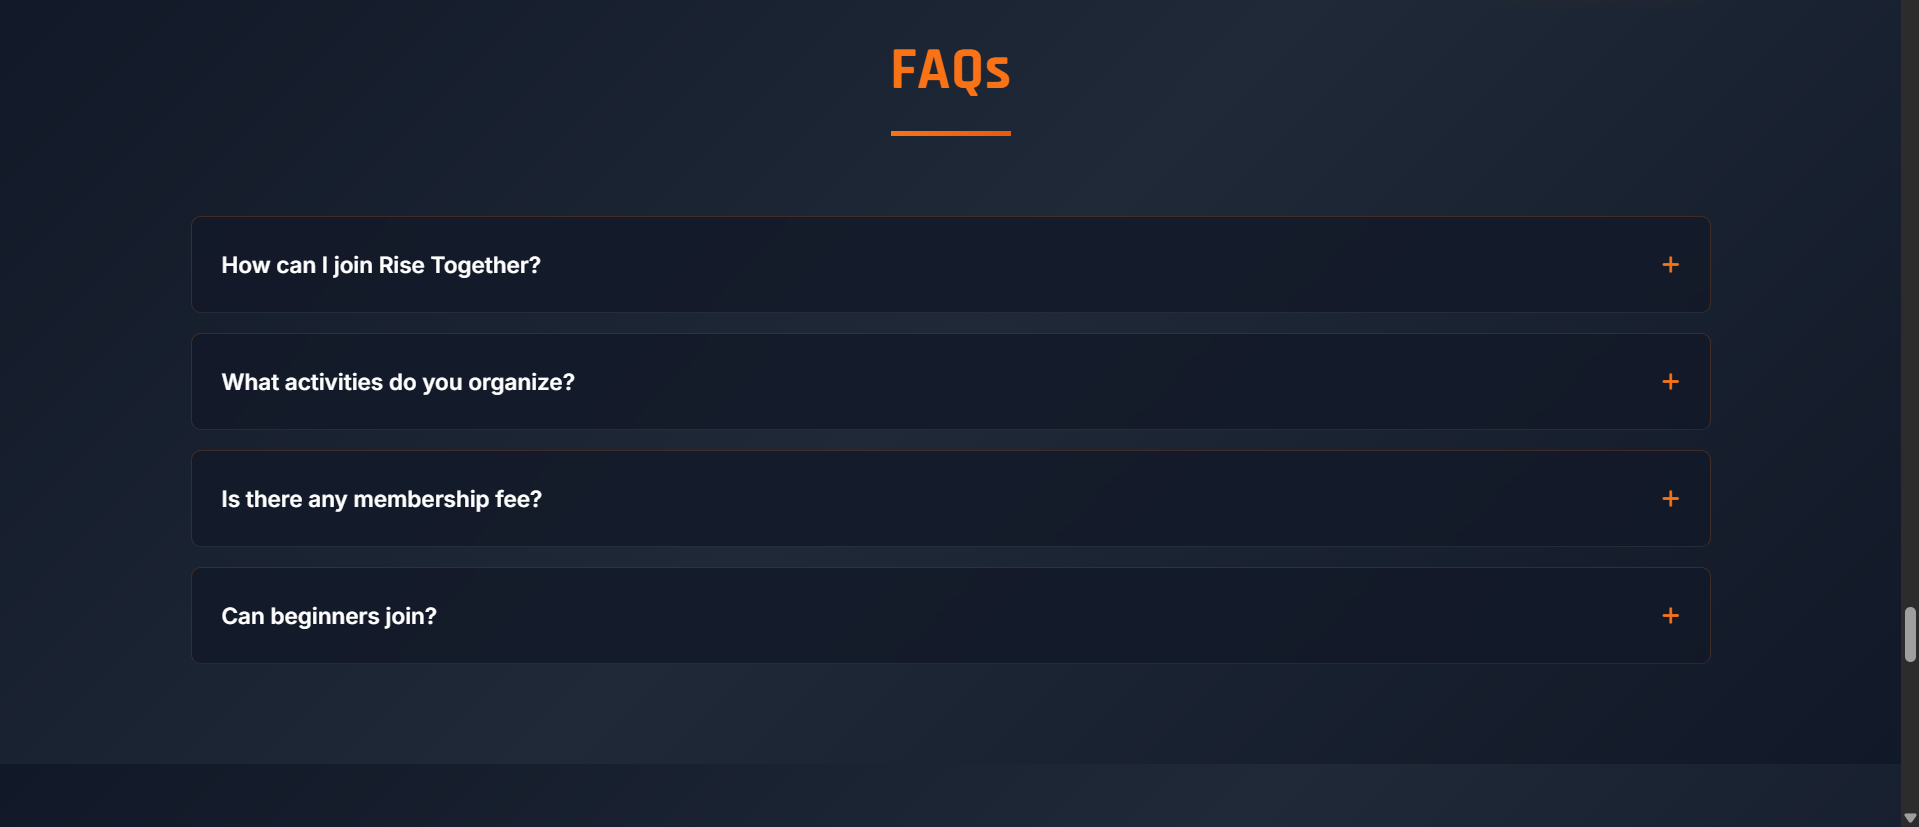 FAQs
How can I join Rise Together?
What activities do you organize?
Is there any membership fee?
Can beginners join?